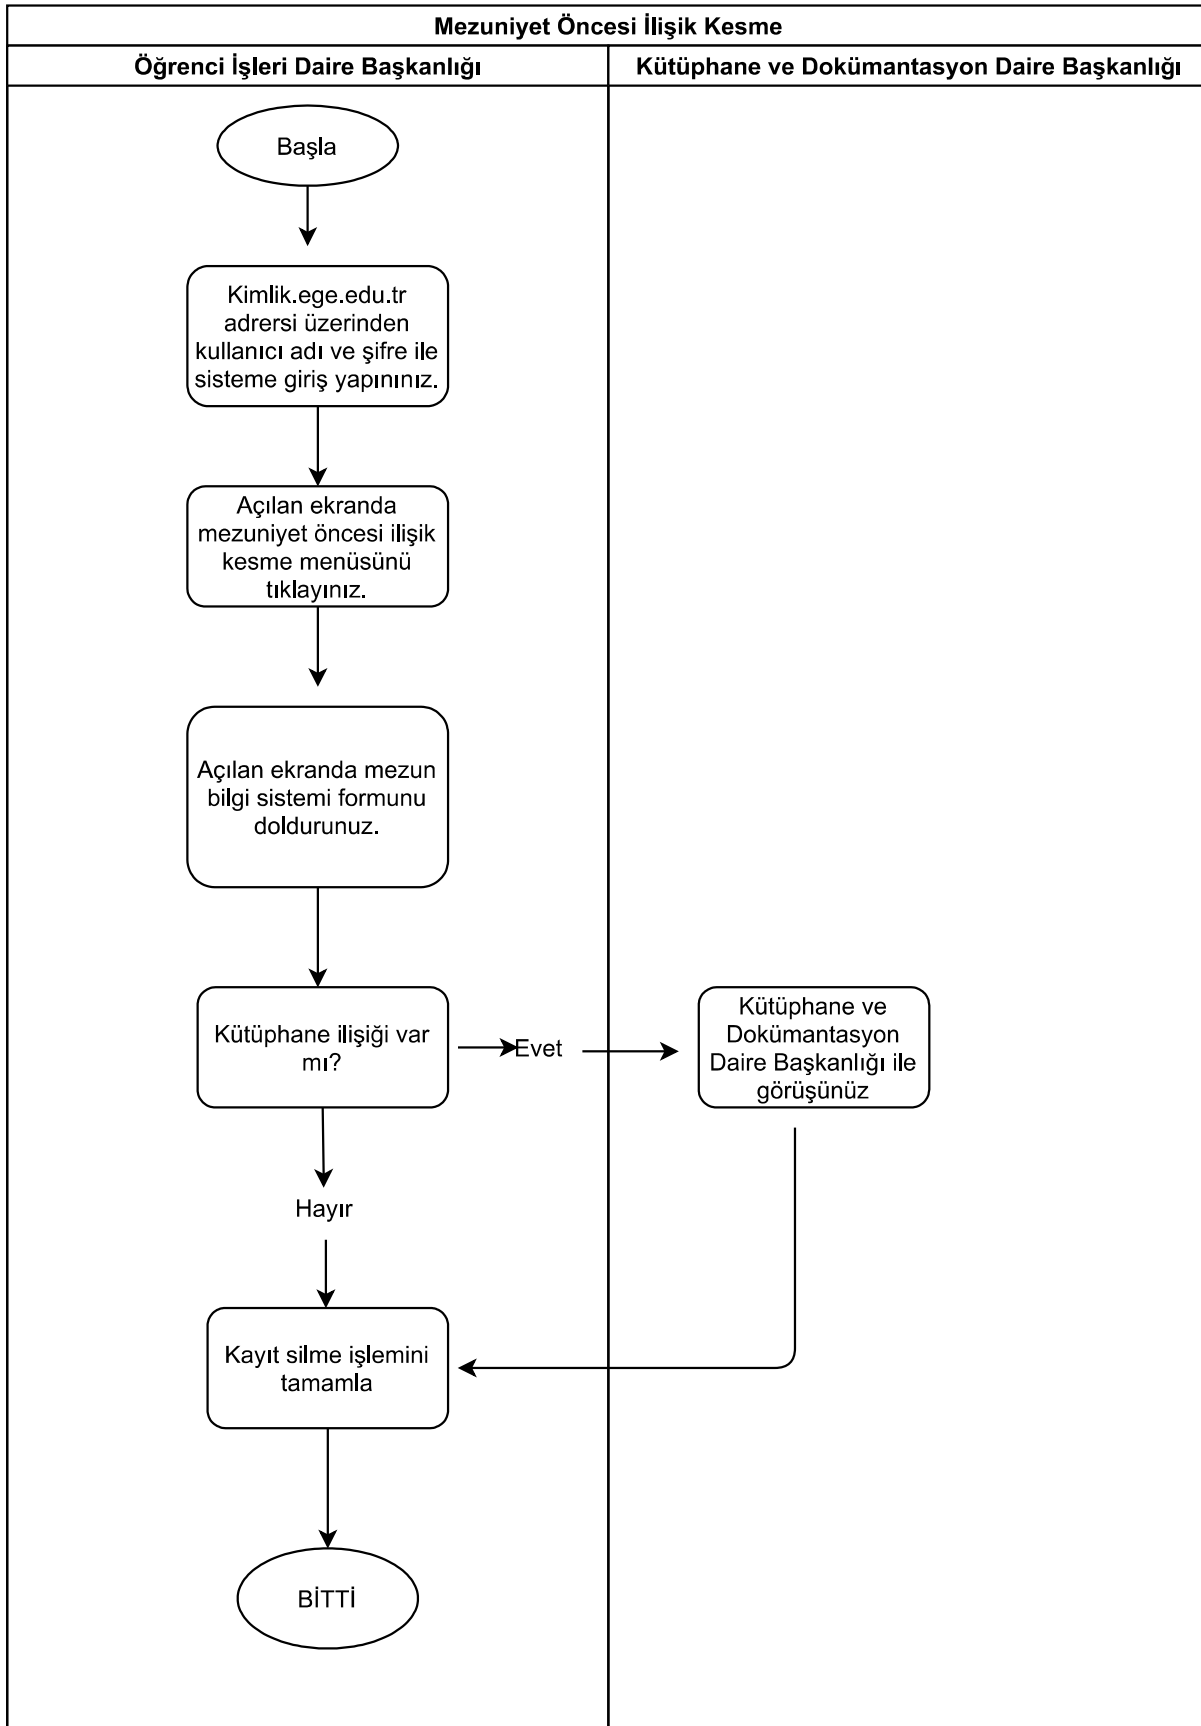 Mezuniyet Öncesi İlişik Kesme
Öğrenci İşleri Daire Başkanlığı
Kütüphane ve Dokümantasyon Daire Başkanlığı
Başla
Kimlik.ege.edu.tr
adrersi üzerinden
kullanıcı adı ve şifre ile
sisteme giriş yapınınız.
Açılan ekranda
mezuniyet öncesi ilişik
kesme menüsünü
tıklayınız.
Açılan ekranda mezun
bilgi sistemi formunu
doldurunuz.
Kütüphane ilişiği var
mı?
Evet
Kütüphane ve
Dokümantasyon
Daire Başkanlığı ile
görüşünüz
Hayır
Kayıt silme işlemini
tamamla
BİTTİ